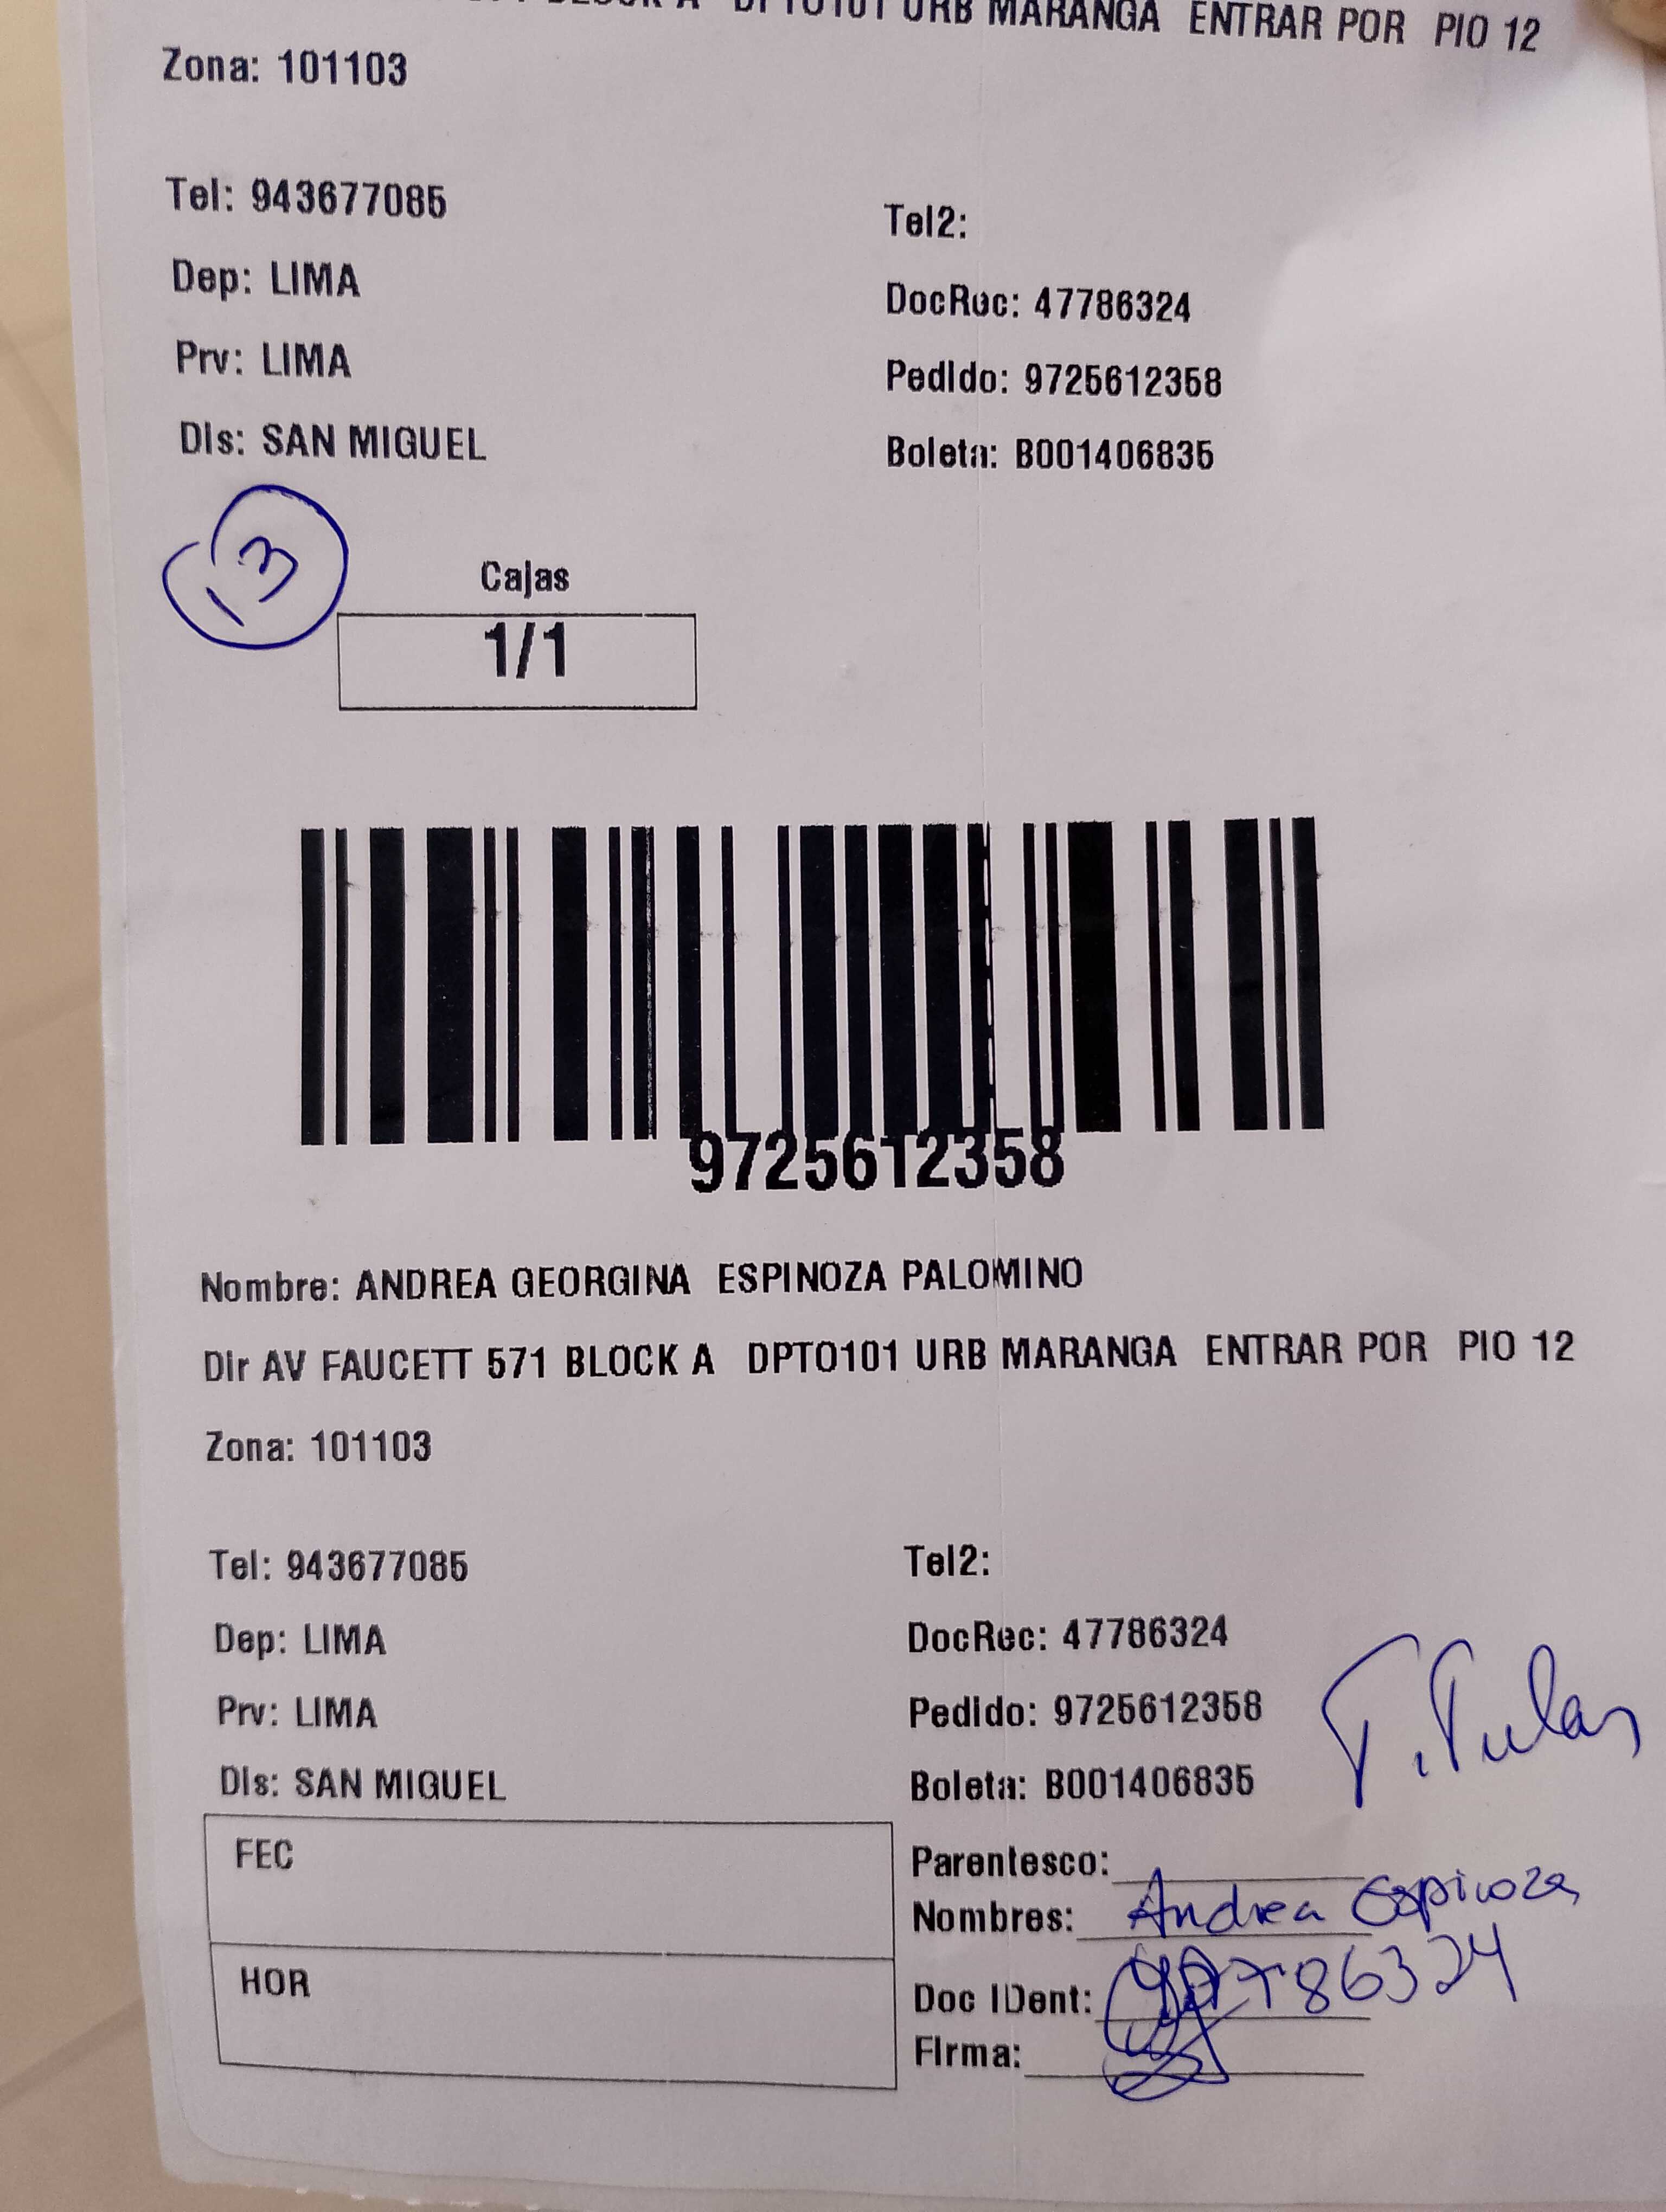 BLOCK A DPTO101 URB MARANGA ENTRAR POR PIO 12
Zona: 101103
Tel: 943677085
Tel2:
Dep: LIMA
DocRec: 47786324
Prv: LIMA
Pedido: 9725612358
Dis: SAN MIGUEL
Boleta: B001406835
13
Cajas
1/1
9725612358
Nombre: ANDREA GEORGINA ESPINOZA PALOMINO
Dir AV FAUCETT 571 BLOCK A DPTO101 URB MARANGA ENTRAR POR PIO 12
Zona: 101103
Tel: 943677085
Tel2:
Dep: LIMA
DocRec: 47786324
Prv: LIMA
Pedido: 9725612358
Titular
Dis: SAN MIGUEL
Boleta: B001406835
FEC
Parentesco:
Nombres: Andrea Espinoza
HOR
Doc IDent: 47786324
Firma: